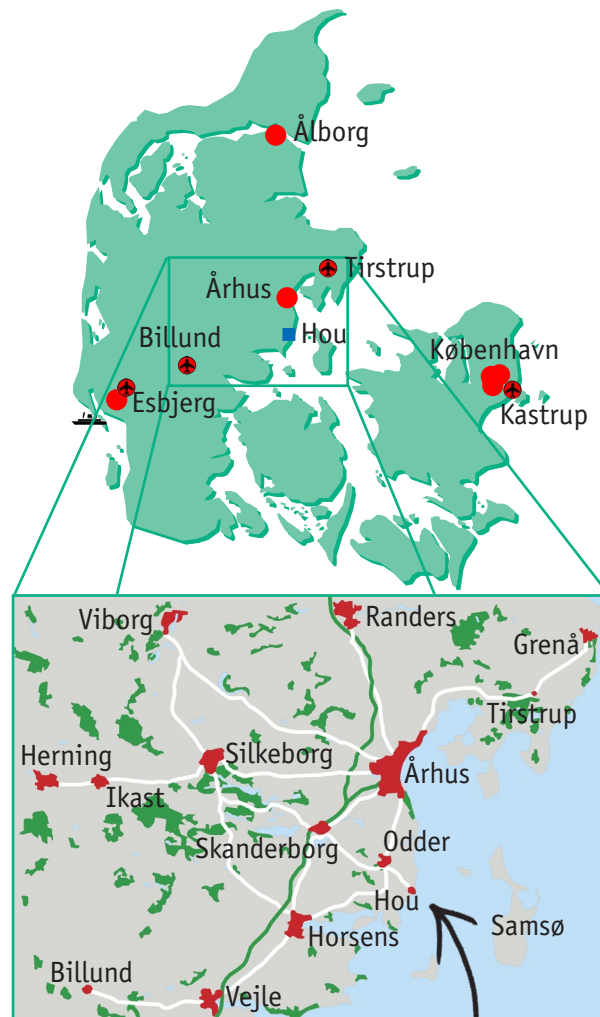 Ålborg
Tirstrup
Århus
Hou
Billund
København
Esbjerg
Kastrup
Viborg
Randers
Grenå
Tirstrup
Herning
Silkeborg
Århus
Ikast
Skanderborg
Odder
Hou
Samsø
Horsens
Billund
Vejle